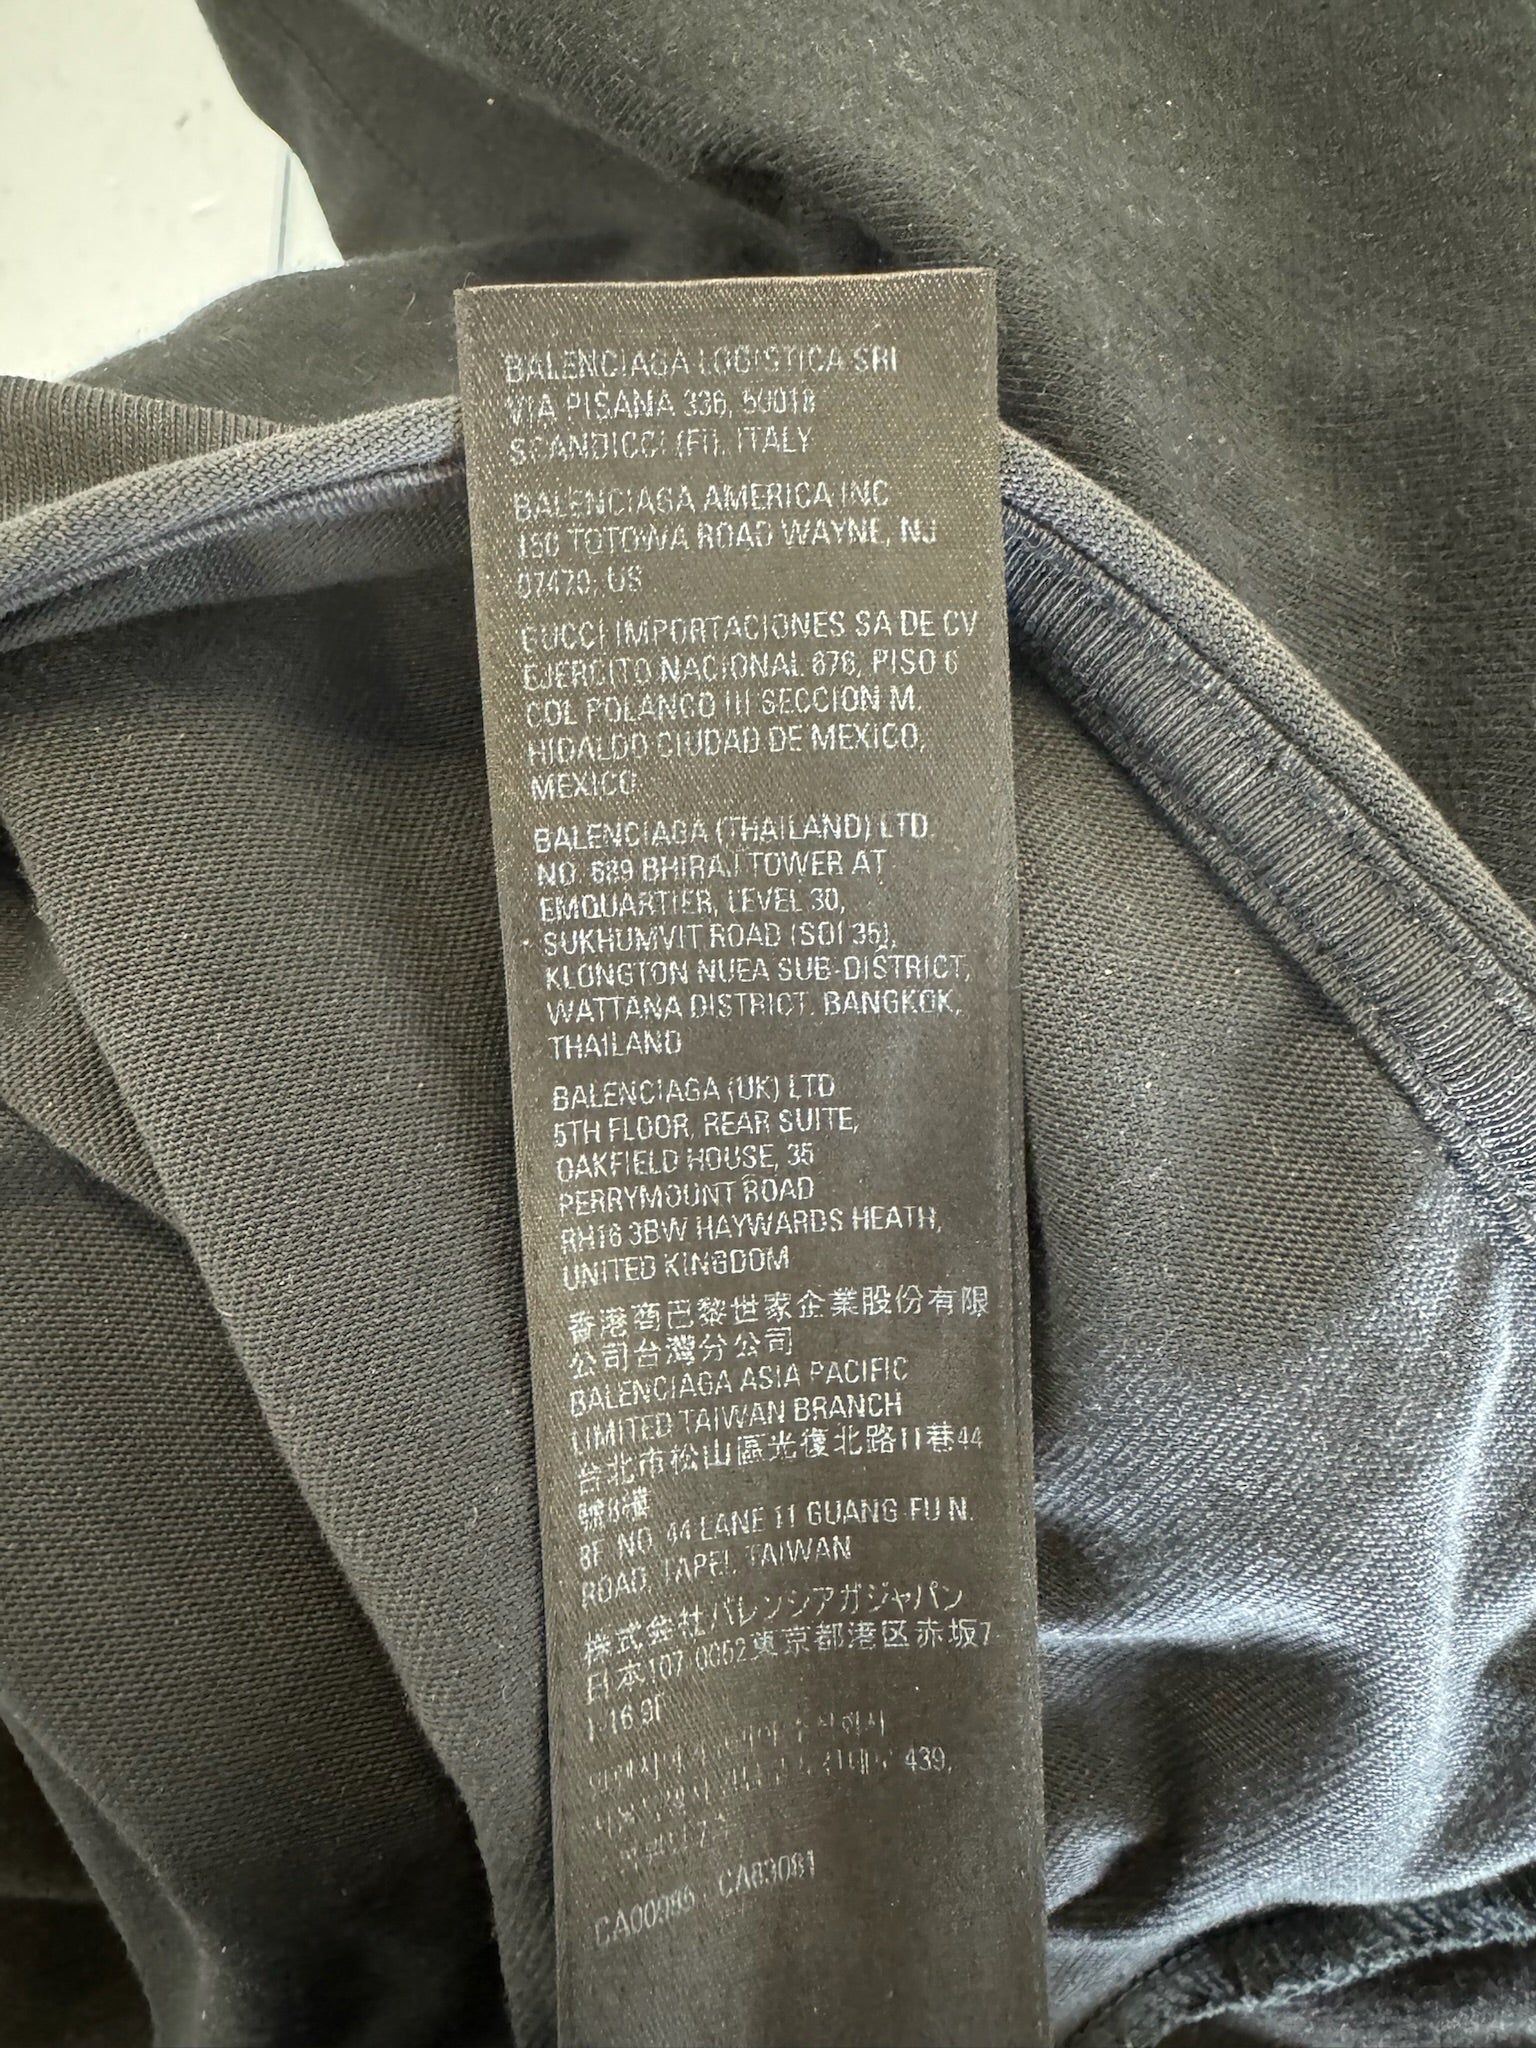 BALENCIAGA LOGISTICA SRL
VIA PISANA 336, 50018
SCANDICCI (FI), ITALY
BALENCIAGA AMERICA INC
150 TOTOWA ROAD WAYNE, NJ
07470, US
GUCCI IMPORTACIONES SA DE CV
EJERCITO NACIONAL 676, PISO 6
COL POLANCO III SECCION M.
HIDALDO CIUDAD DE MEXICO,
MEXICO
BALENCIAGA (THAILAND) LTD.
NO. 689 BHIRAJ TOWER AT
EMQUARTIER, LEVEL 30,
SUKHUMVIT ROAD (SOI 35),
KLONGTON NUEA SUB-DISTRICT,
WATTANA DISTRICT, BANGKOK,
THAILAND
BALENCIAGA (UK) LTD
5TH FLOOR, REAR SUITE,
OAKFIELD HOUSE, 35
PERRYMOUNT ROAD
RH16 3BW HAYWARDS HEATH,
UNITED KINGDOM
香港商巴黎世家企業股份有限
公司台灣分公司
BALENCIAGA ASIA PACIFIC
LIMITED TAIWAN BRANCH
台北市松山區光復北路11巷44
號8樓
8F. NO. 44 LANE 11 GUANG-FU N.
ROAD, TAPEI, TAIWAN
株式会社バレンシアガジャパン
日本107-0052東京都港区赤坂7-
1-16 9F
439,
CA00985 CA83081